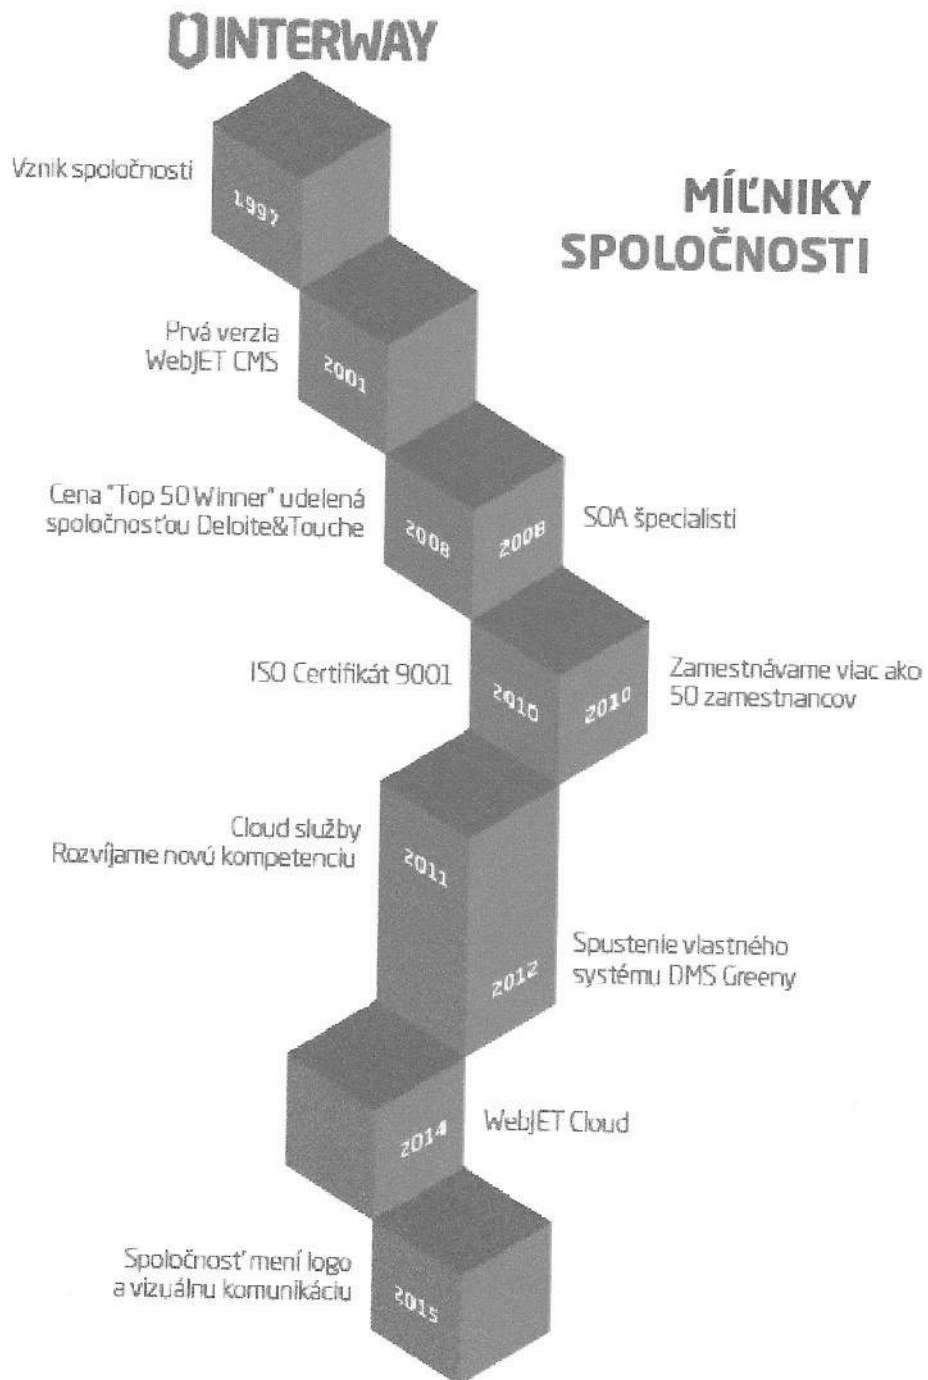 INTERWAY
MÍĽNIKY
SPOLOČNOSTI
Vznik spoločnosti
1997
Prvá verzia
WebJET CMS
2001
Cena "Top 50 Winner" udelená
spoločnosťou Deloite&Touche
2008
2008
SOA špecialisti
ISO Certifikát 9001
2010
2010
Zamestnávame viac ako
50 zamestnancov
Cloud služby
Rozvíjame novú kompetenciu
2011
2012
Spustenie vlastného
systému DMS Greeny
2014
WebJET Cloud
Spoločnosť mení logo
a vizuálnu komunikáciu
2015